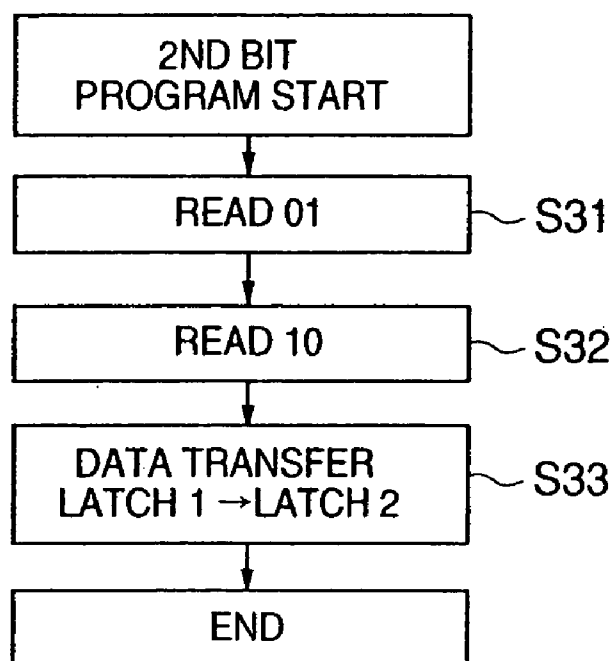 2ND BIT
PROGRAM START
READ 01
S31
READ 10
S32
DATA TRANSFER
LATCH 1 →LATCH 2
S33
END